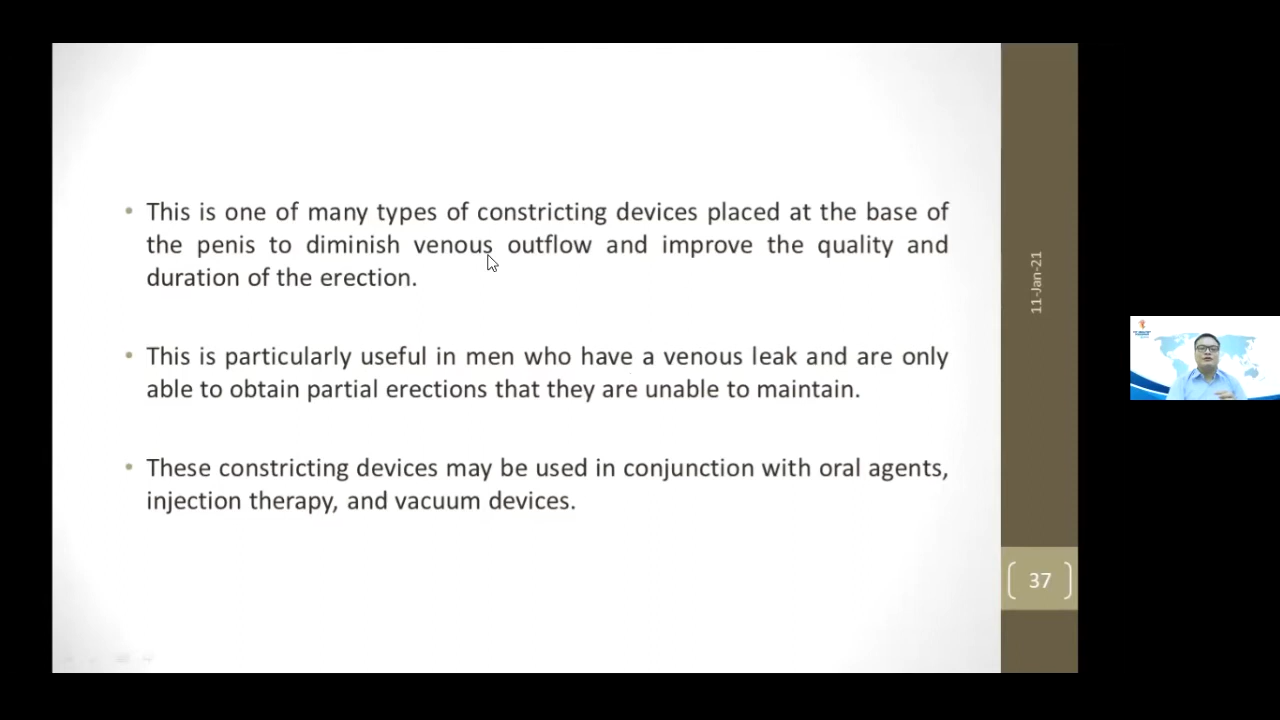 • This is one of many types of constricting devices placed at the base of
the penis to diminish venous outflow and improve the quality and
duration of the erection.
• This is particularly useful in men who have a venous leak and are only
able to obtain partial erections that they are unable to maintain.
• These constricting devices may be used in conjunction with oral agents,
injection therapy, and vacuum devices.
11-Jan-21
37